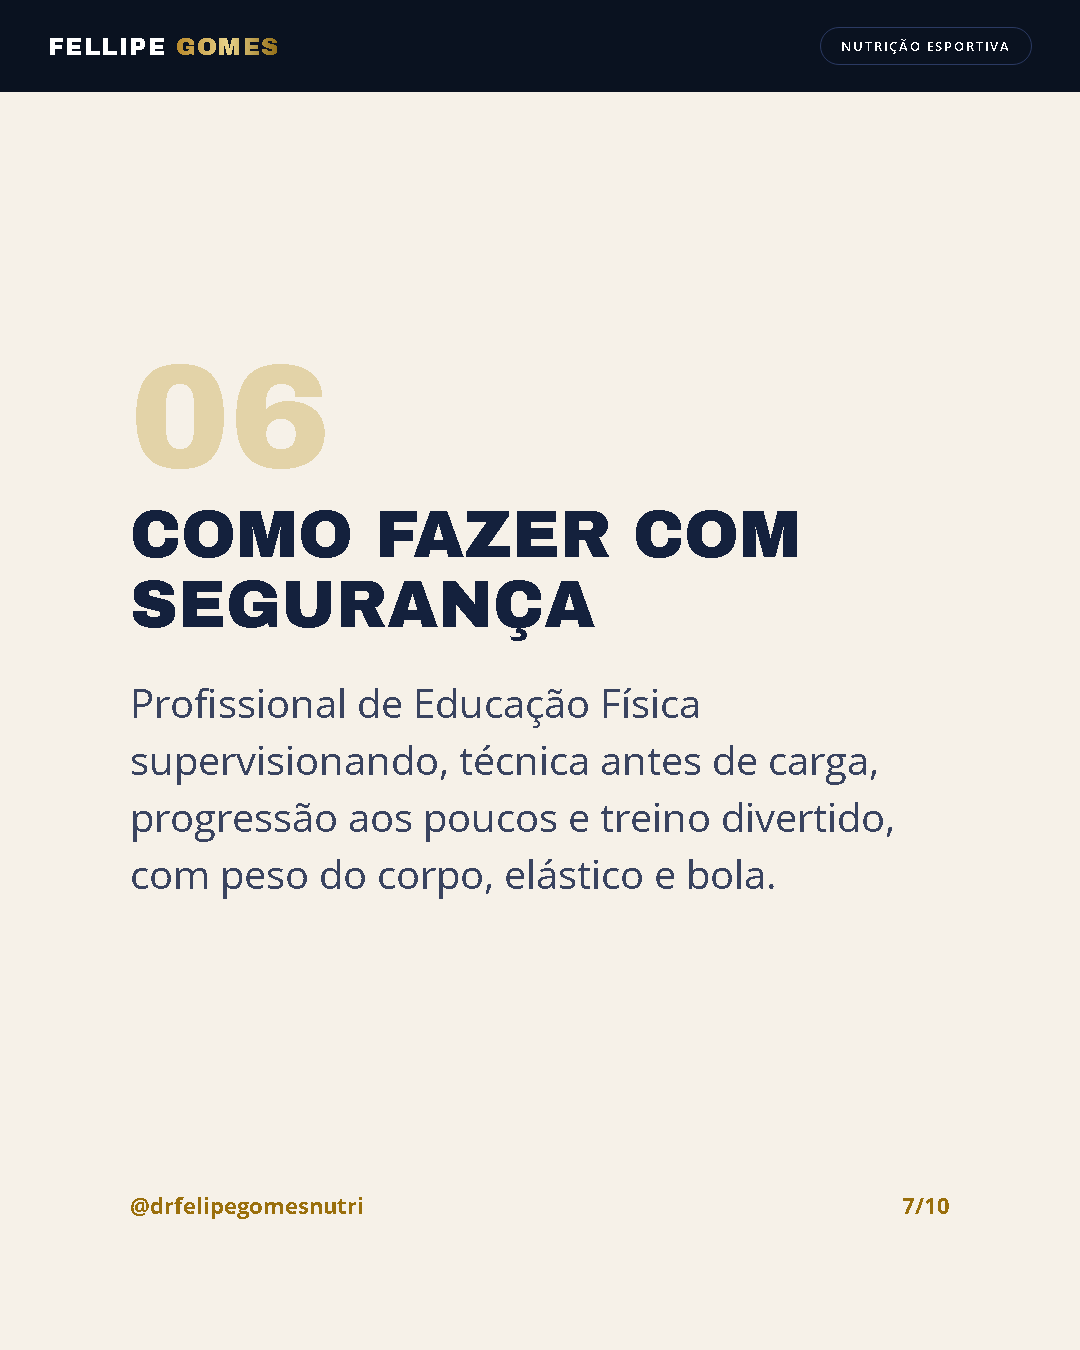 FELLIPE GOMES
NUTRIÇÃO ESPORTIVA
06
COMO FAZER COM
SEGURANÇA
Profissional de Educação Física
supervisionando, técnica antes de carga,
progressão aos poucos e treino divertido,
com peso do corpo, elástico e bola.
@drfelipegomesnutri
7/10